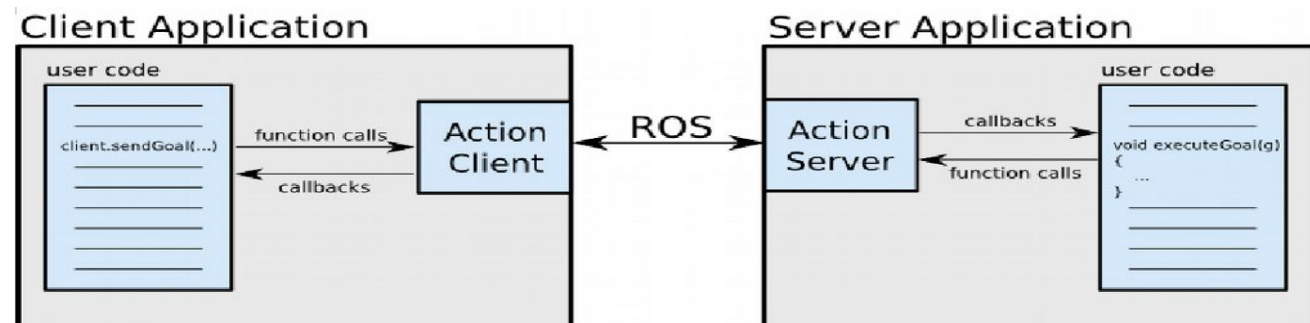 Client Application
user code
client.sendGoal(...)
function calls
callbacks
Action
Client
ROS
Server Application
Action
Server
callbacks
function calls
user code
void executeGoal(g)
{
...
}